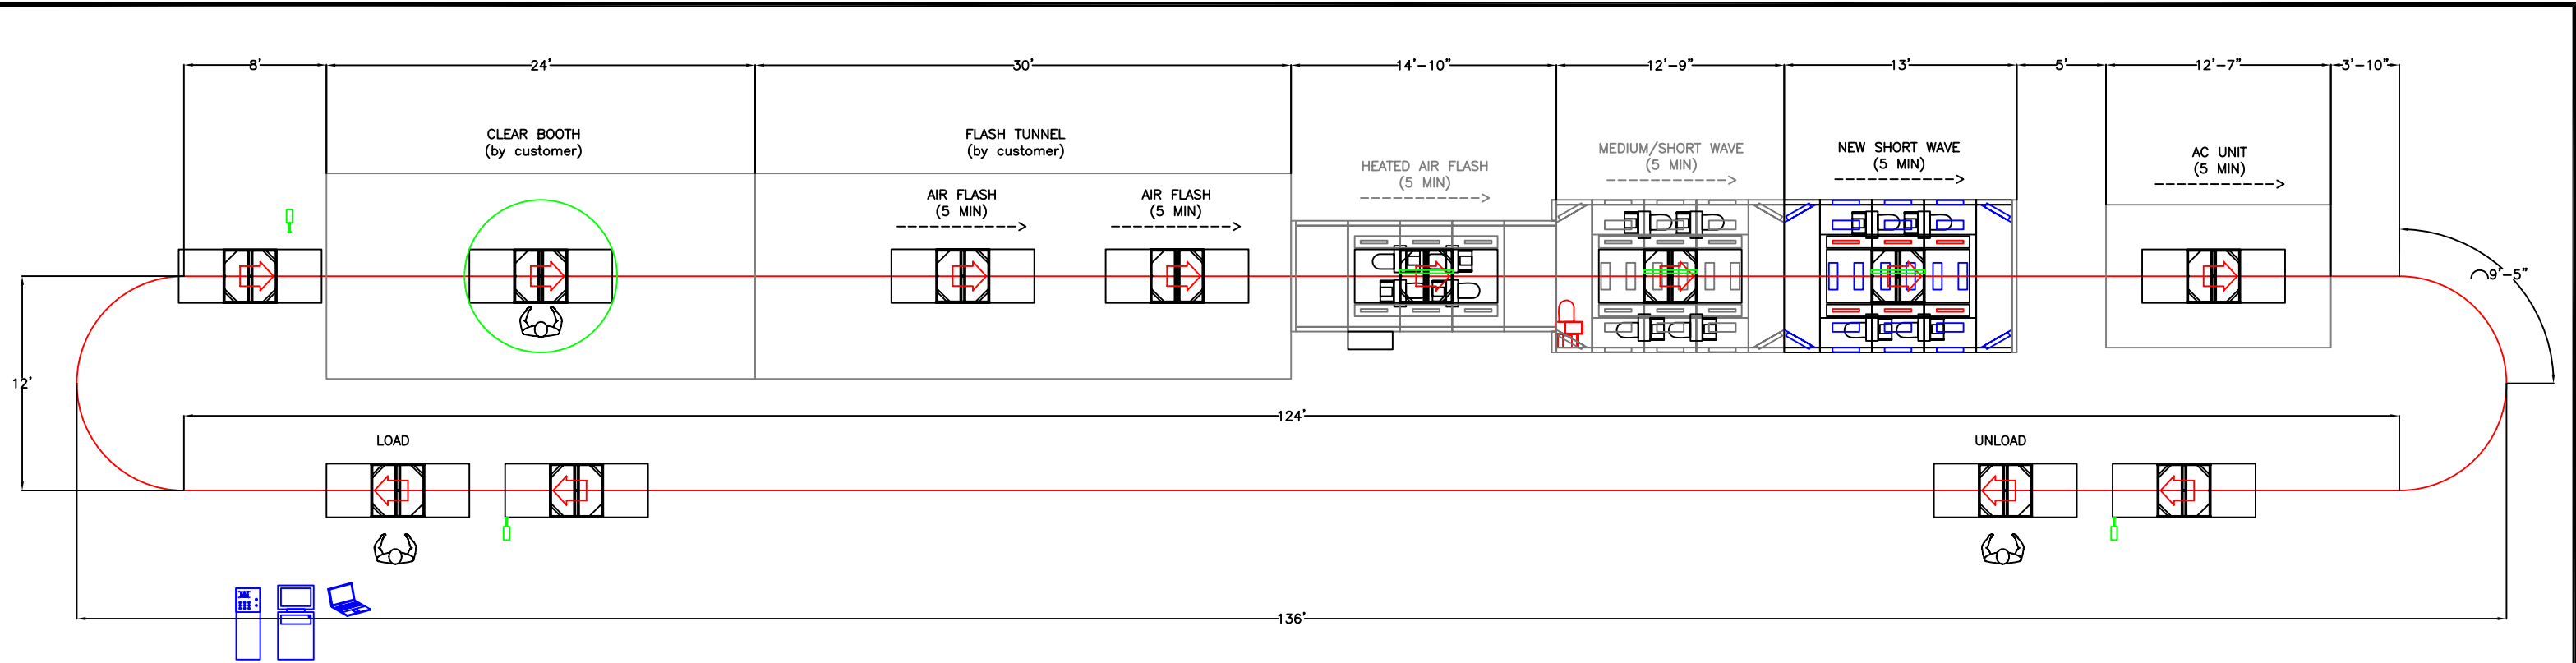 8'
24'
30'
14'-10"
12'-9"
13'
5'
12'-7"
3'-10"
CLEAR BOOTH
(by customer)
FLASH TUNNEL
(by customer)
AIR FLASH
(5 MIN)
AIR FLASH
(5 MIN)
HEATED AIR FLASH
(5 MIN)
MEDIUM/SHORT WAVE
(5 MIN)
NEW SHORT WAVE
(5 MIN)
AC UNIT
(5 MIN)
9'-5"
12'
124'
LOAD
UNLOAD
136'